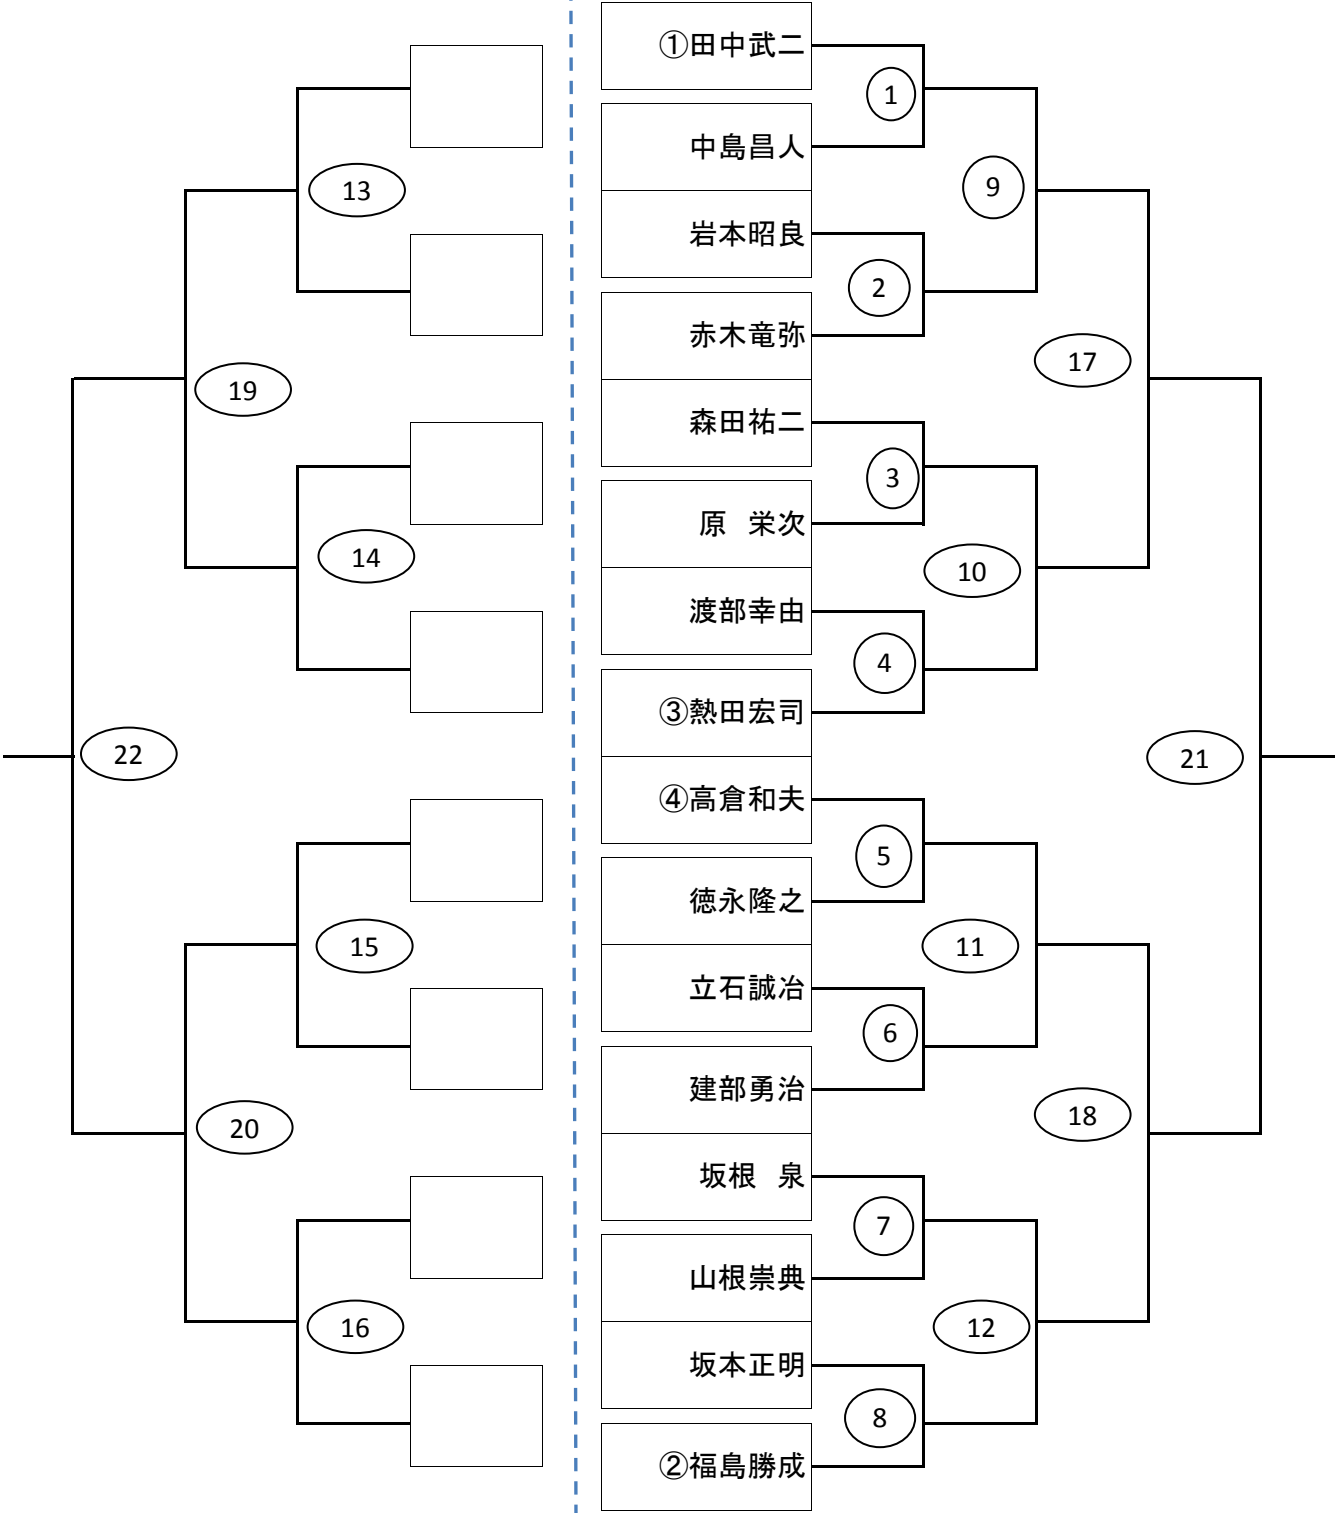 ①田中武二
1
中島昌人
9
13
岩本昭良
2
赤木竜弥
17
19
森田祐二
3
原 栄次
14
10
渡部幸由
4
③熱田宏司
22
21
④高倉和夫
5
徳永隆之
15
11
立石誠冶
6
建部勇治
20
18
坂根 泉
7
山根崇典
16
12
坂本正明
8
②福島勝成